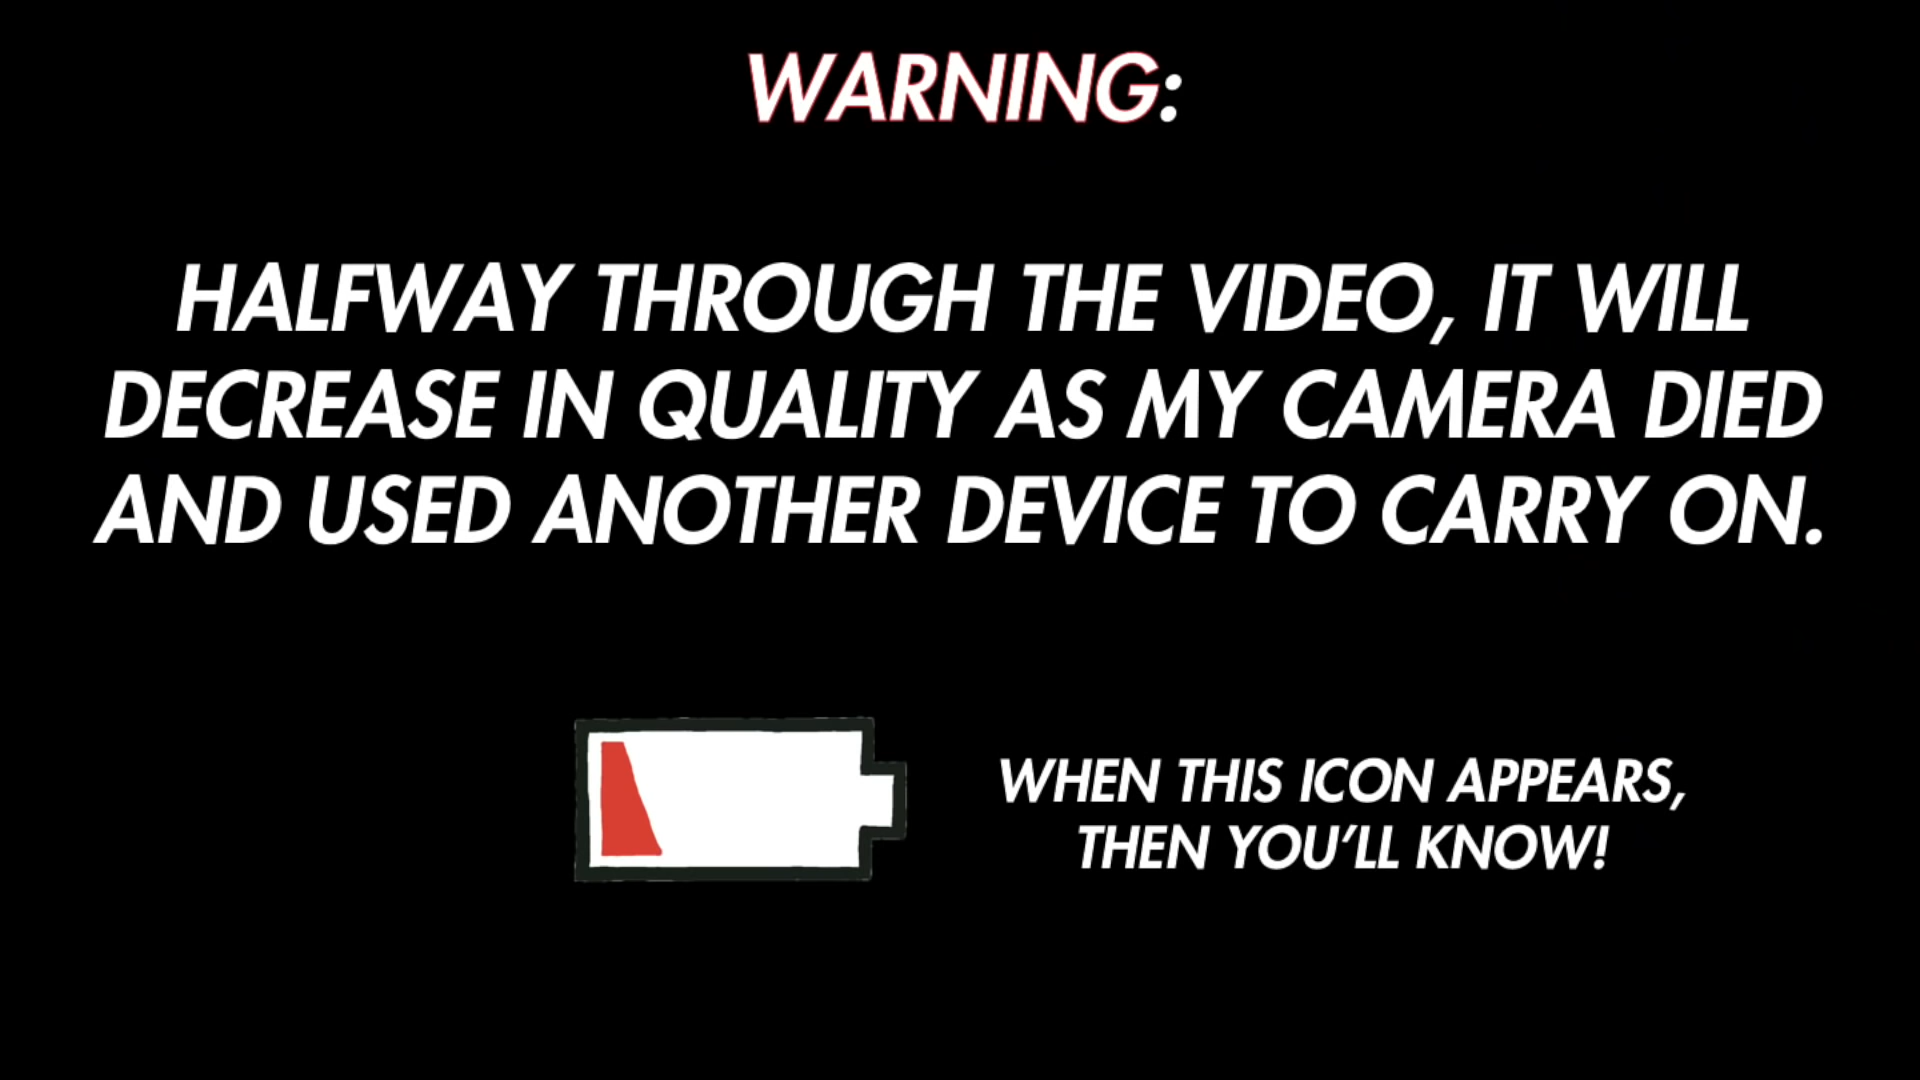 WARNING:
HALFWAY THROUGH THE VIDEO, IT WILL
DECREASE IN QUALITY AS MY CAMERA DIED
AND USED ANOTHER DEVICE TO CARRY ON.
WHEN THIS ICON APPEARS,
THEN YOU'LL KNOW!